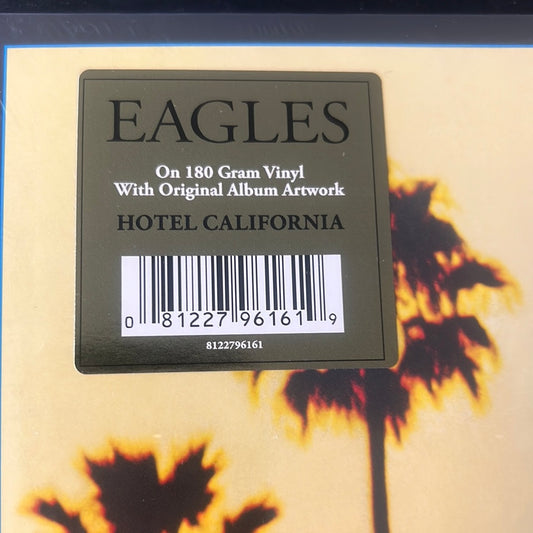 EAGLES
On 180 Gram Vinyl
With Original Album Artwork
HOTEL CALIFORNIA
0 81227 96161 9
8122796161